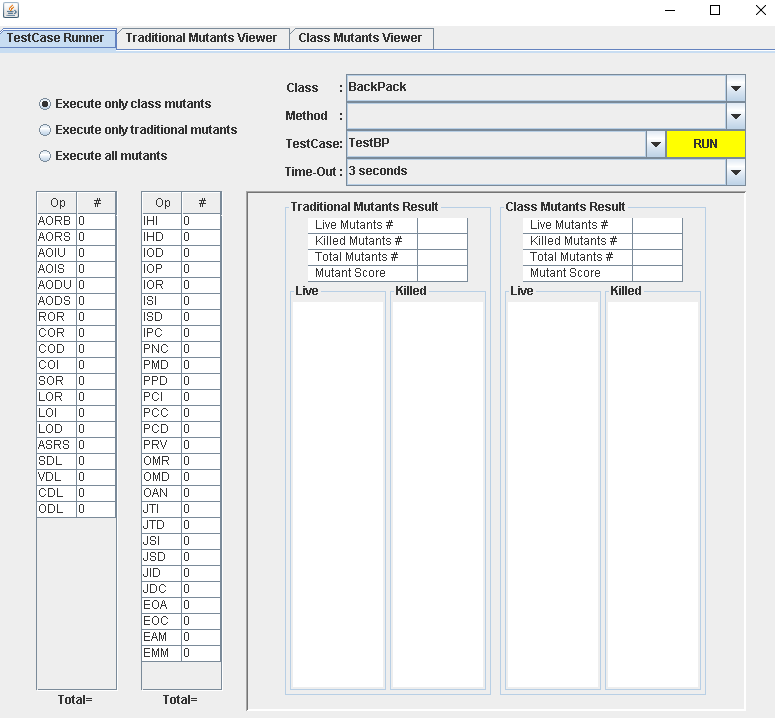 TestCase Runner Traditional Mutants Viewer Class Mutants Viewer
Execute only class mutants
Execute only traditional mutants
Execute all mutants
Class : BackPack
Method :
TestCase: TestBP RUN
Time-Out : 3 seconds
Op #
AORB 0
AORS 0
AOIU 0
AOIS 0
AODU 0
AODS 0
ROR 0
COR 0
COD 0
COI 0
SOR 0
LOR 0
LOI 0
LOD 0
ASRS 0
SDL 0
VDL 0
CDL 0
ODL 0
Total=
Op #
IHI 0
IHD 0
IOD 0
IOP 0
IOR 0
ISI 0
ISD 0
IPC 0
PNC 0
PMD 0
PPD 0
PCI 0
PCC 0
PCD 0
PRV 0
OMR 0
OMD 0
OAN 0
JTI 0
JTD 0
JSI 0
JSD 0
JID 0
JDC 0
EOA 0
EOC 0
EAM 0
EMM 0
Total=
Traditional Mutants Result
Live Mutants #
Killed Mutants #
Total Mutants #
Mutant Score
Live Killed
Class Mutants Result
Live Mutants #
Killed Mutants #
Total Mutants #
Mutant Score
Live Killed